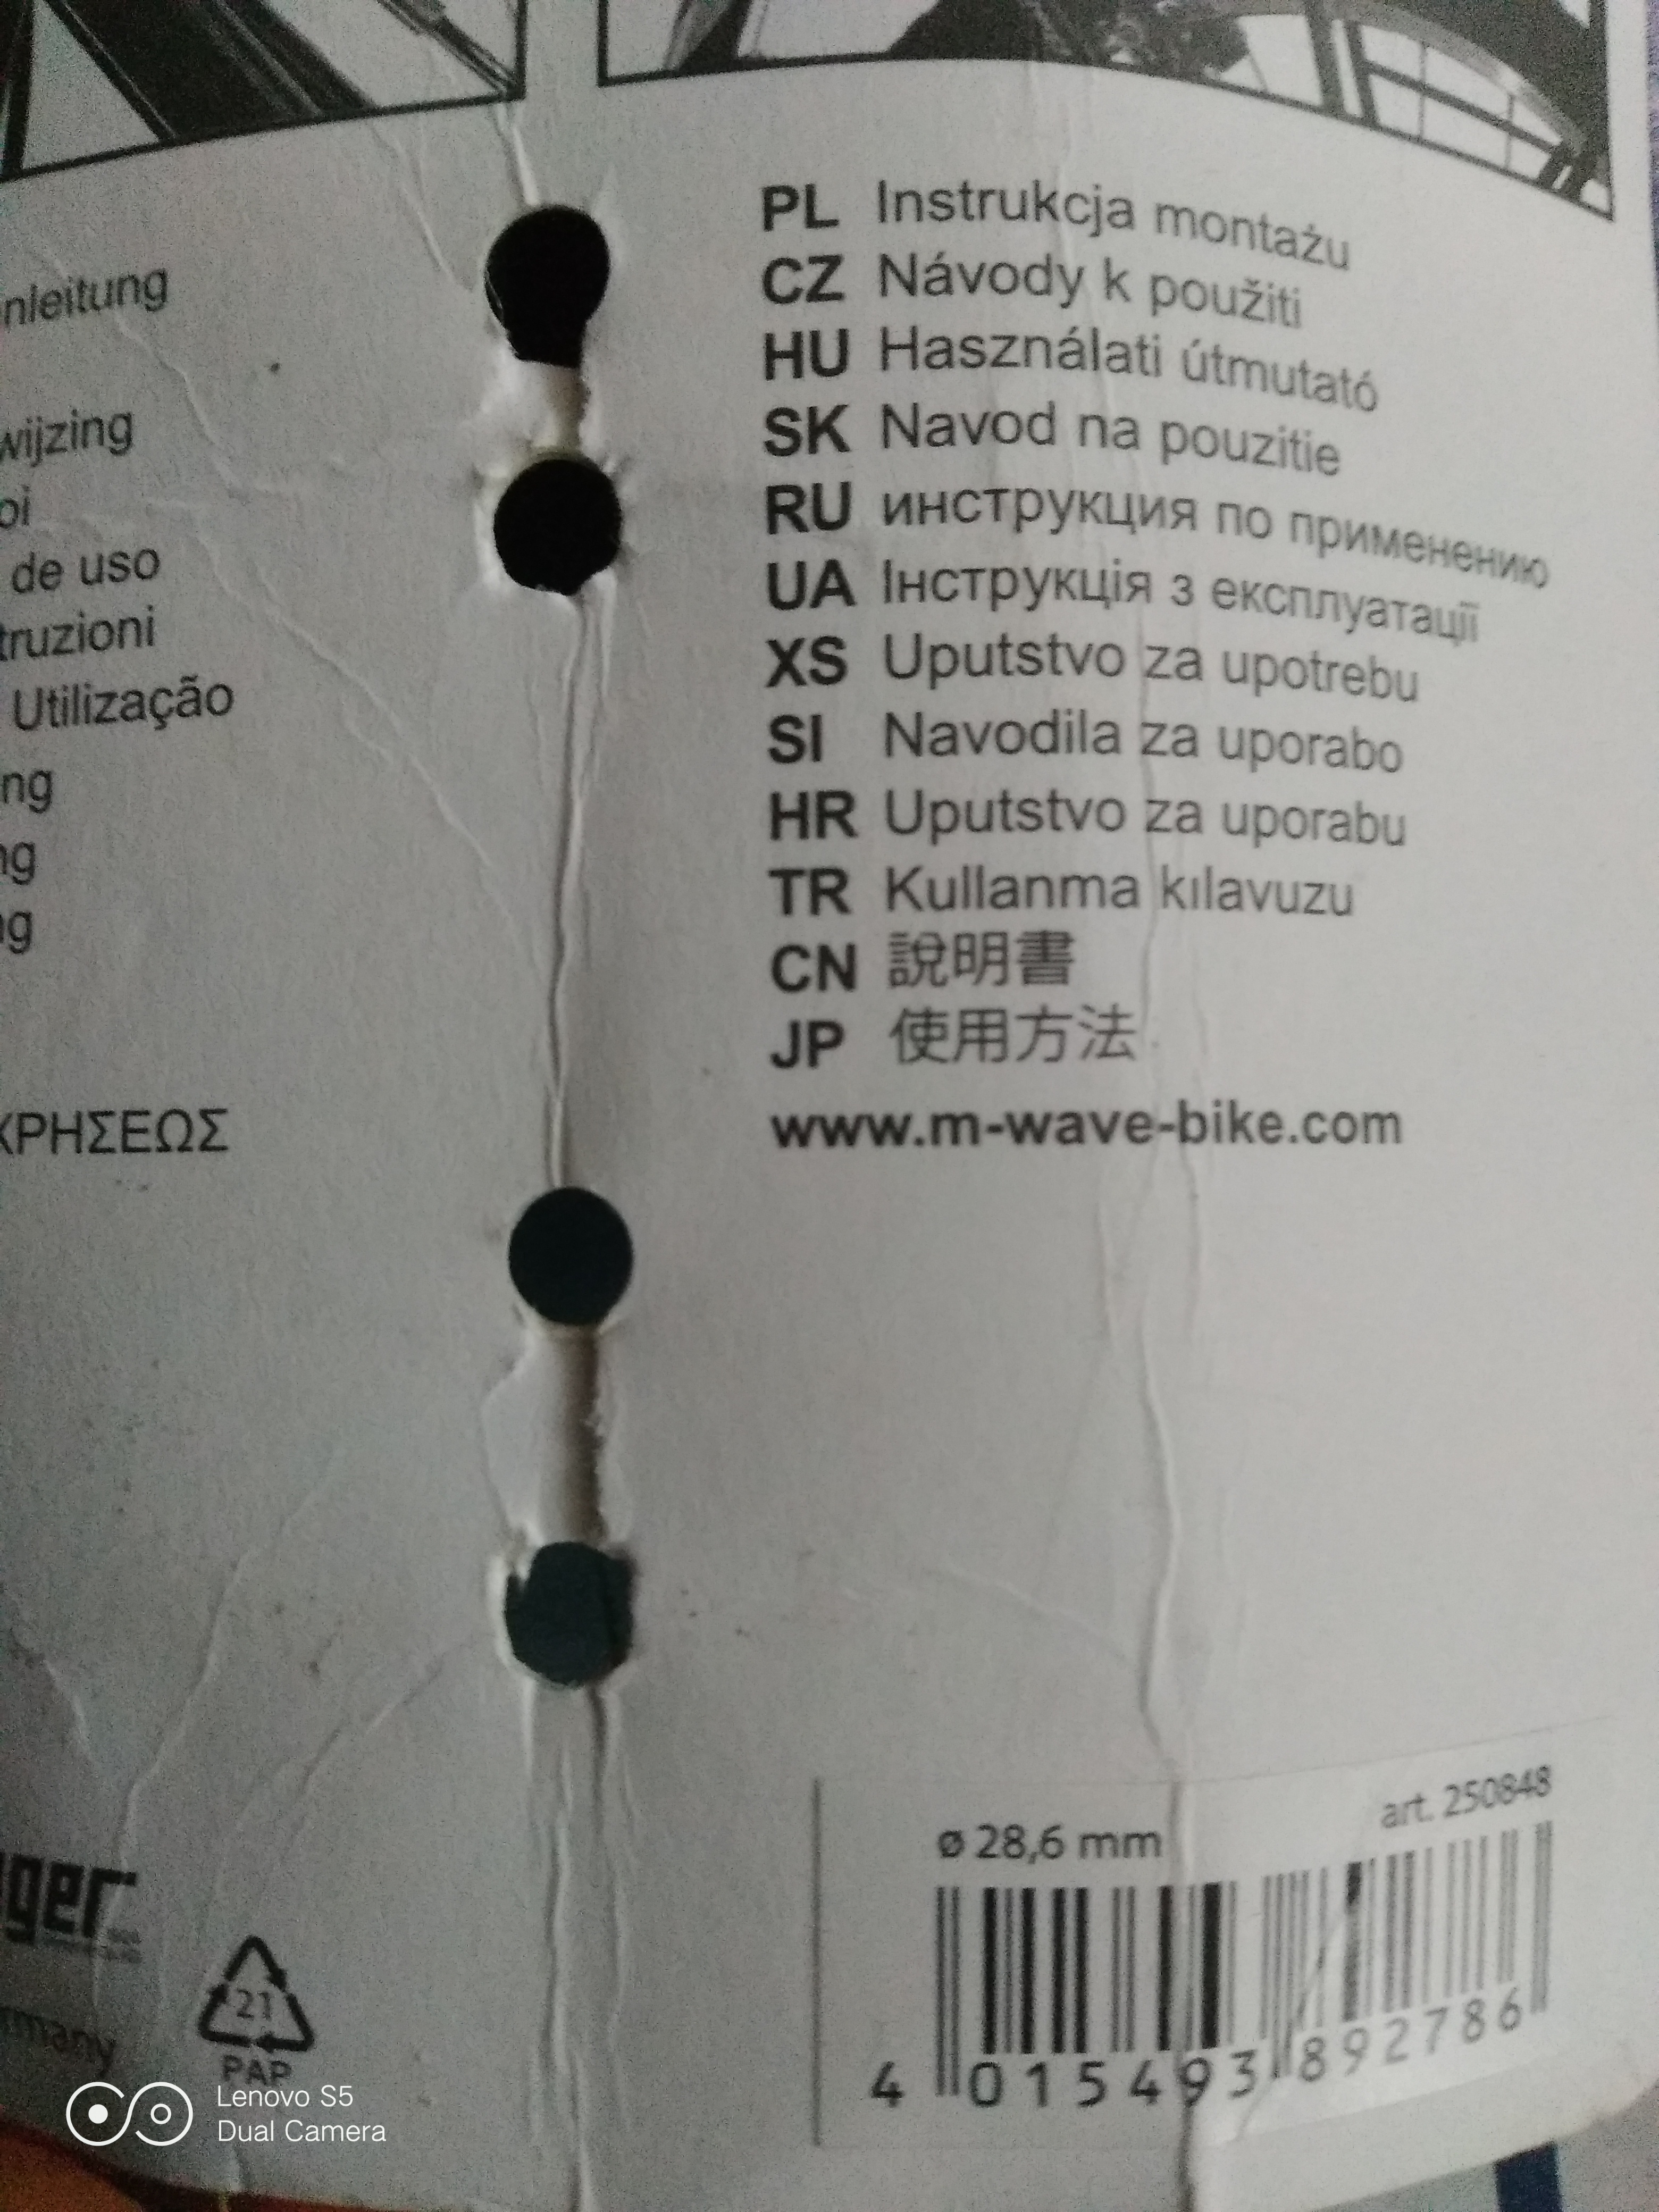 nleitung
wijzing
oi
de uso
truzioni
Utilização
ng
ng
ng
ΧΡΗΣΕΩΣ
PL Instrukcja montażu
CZ Návody k použiti
HU Használati útmutató
SK Navod na pouzitie
RU инструкция по применению
UA Інструкція з експлуатації
XS Uputstvo za upotrebu
SI Navodila za uporabo
HR Uputstvo za uporabu
TR Kullanma kılavuzu
CN 說明書
JP 使用方法
www.m-wave-bike.com
ger
rmany
21
PAP
ø 28,6 mm
art. 250848
4 015493 892786
Lenovo S5
Dual Camera